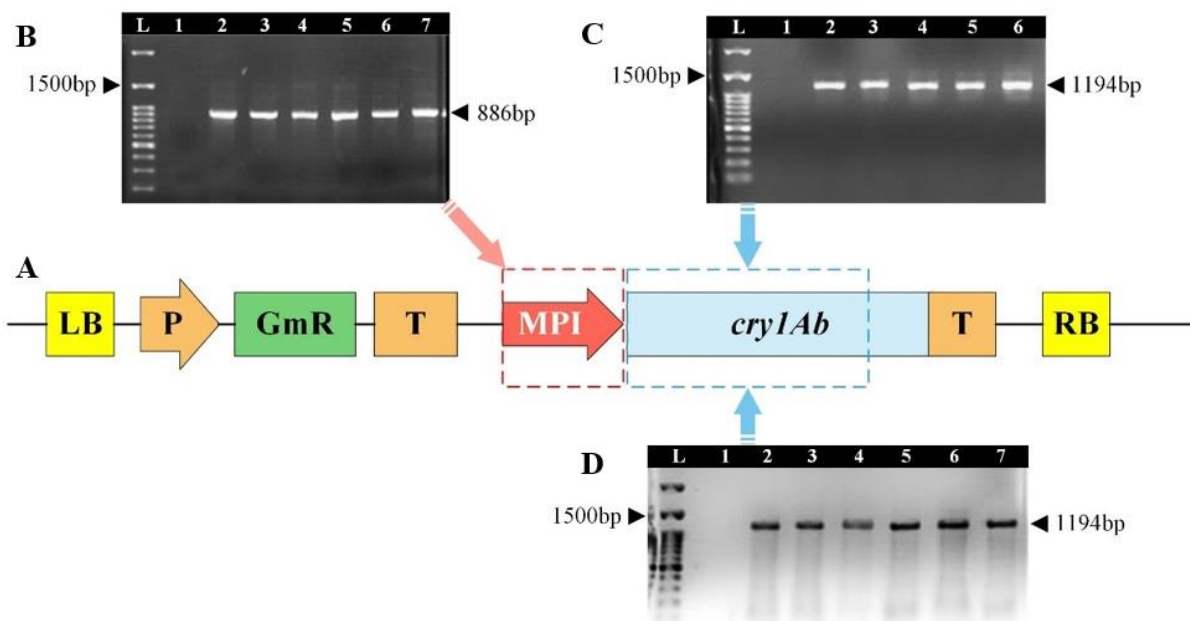 B
L 1 2 3 4 5 6 7
1500bp
886bp
C
L 1 2 3 4 5 6
1500bp
1194bp
A
LB P GmR T MPI cry1Ab T RB
D
L 1 2 3 4 5 6 7
1500bp
1194bp